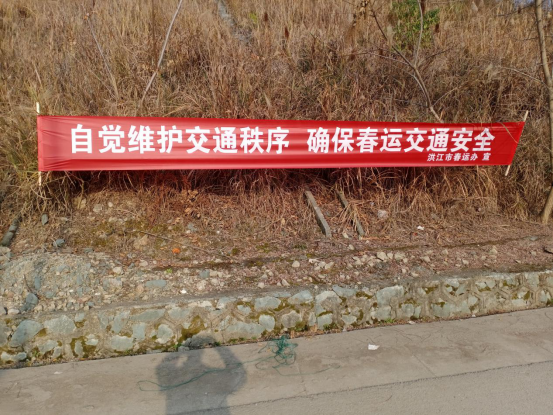 自觉维护交通秩序 确保春运交通安全
洪江市春运办 宣